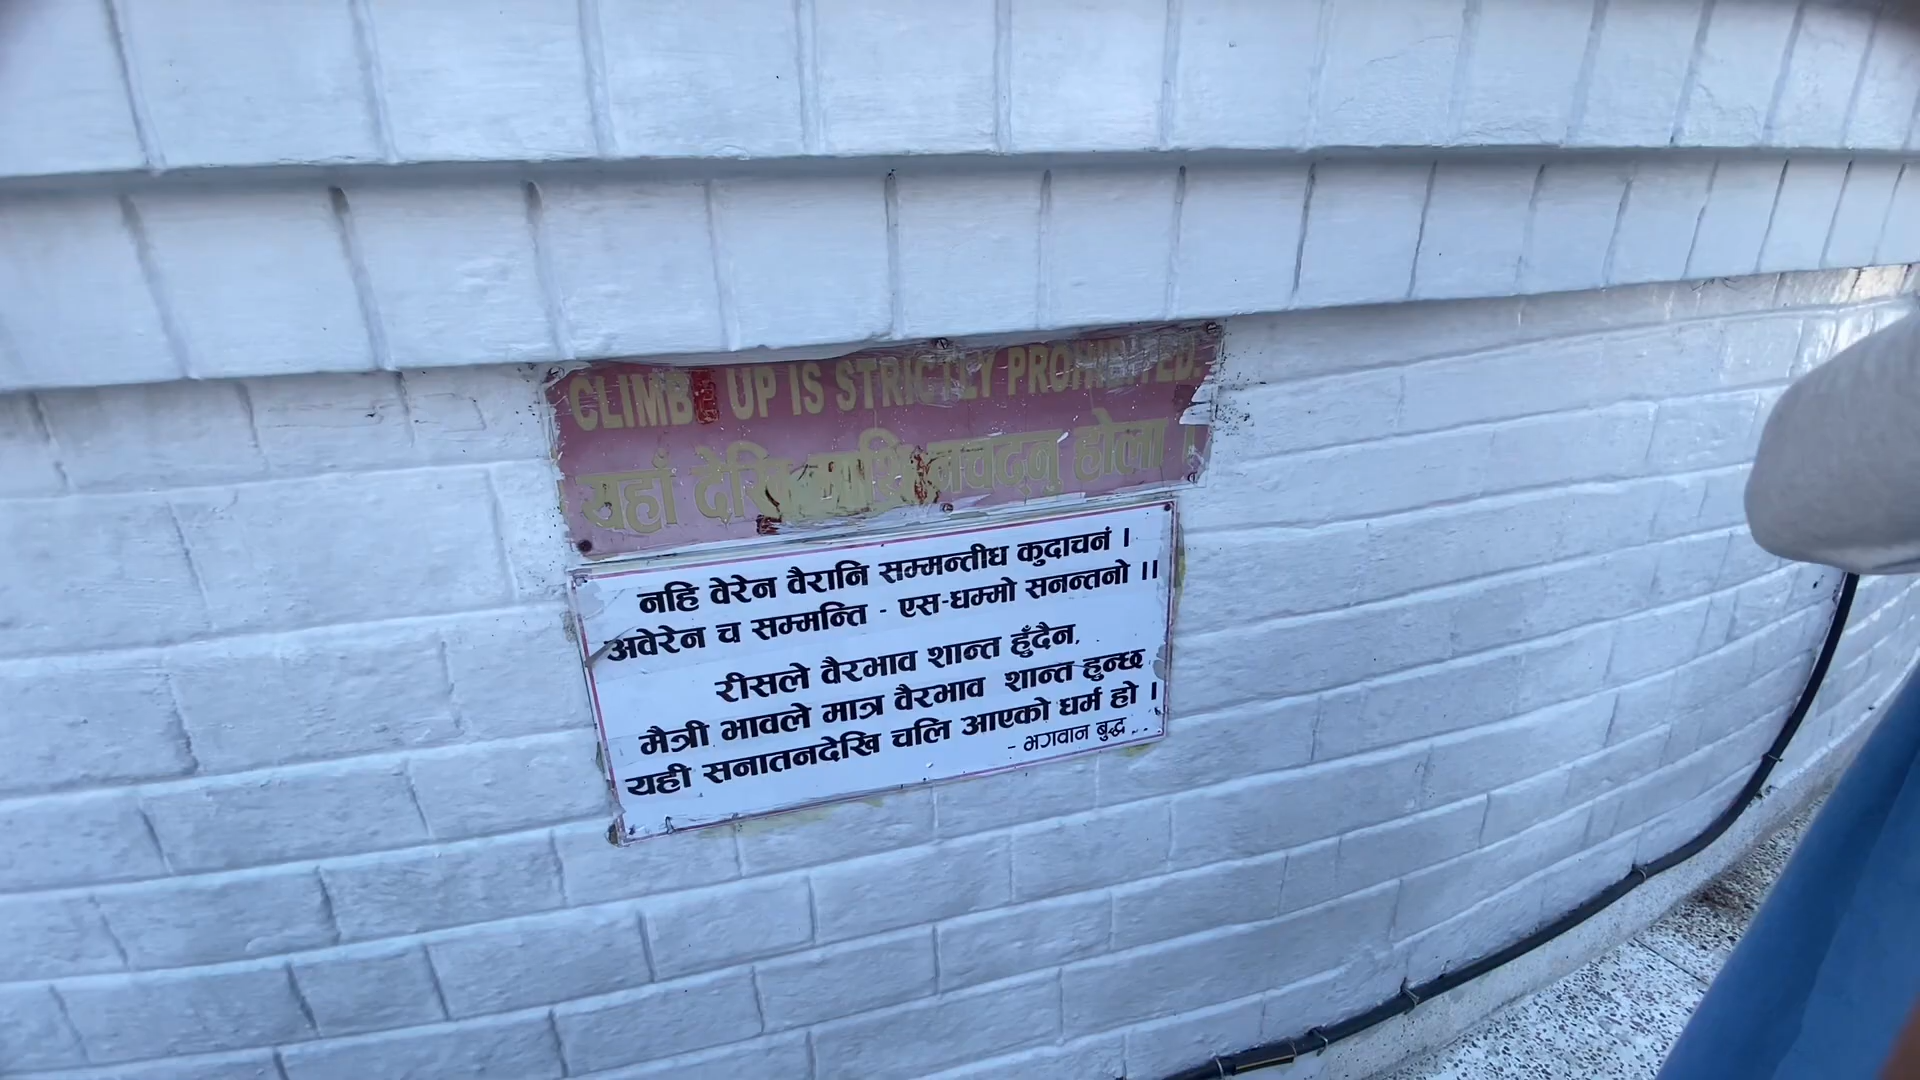 CLIMB UP IS STRICTLY PROHIBITED.
यहाँ देखि माथि नचढ्नु होला ।
नहि वेरेन वैरानि सम्मन्तीध कुदाचनं ।
अवेरेन च सम्मन्ति - एस-धम्मो सनन्तनो ।।
रीसले वैरभाव शान्त हुँदैन,
मैत्री भावले मात्र वैरभाव शान्त हुन्छ
यही सनातनदेखि चलि आएको धर्म हो ।
- भगवान बुद्ध